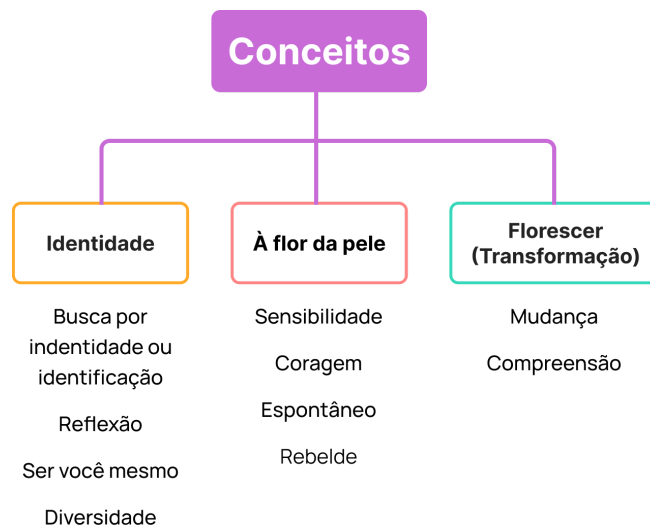 Conceitos
Identidade
Busca por
indentidade ou
identificação
Reflexão
Ser você mesmo
Diversidade
À flor da pele
Sensibilidade
Coragem
Espontâneo
Rebelde
Florescer
(Transformação)
Mudança
Compreensão